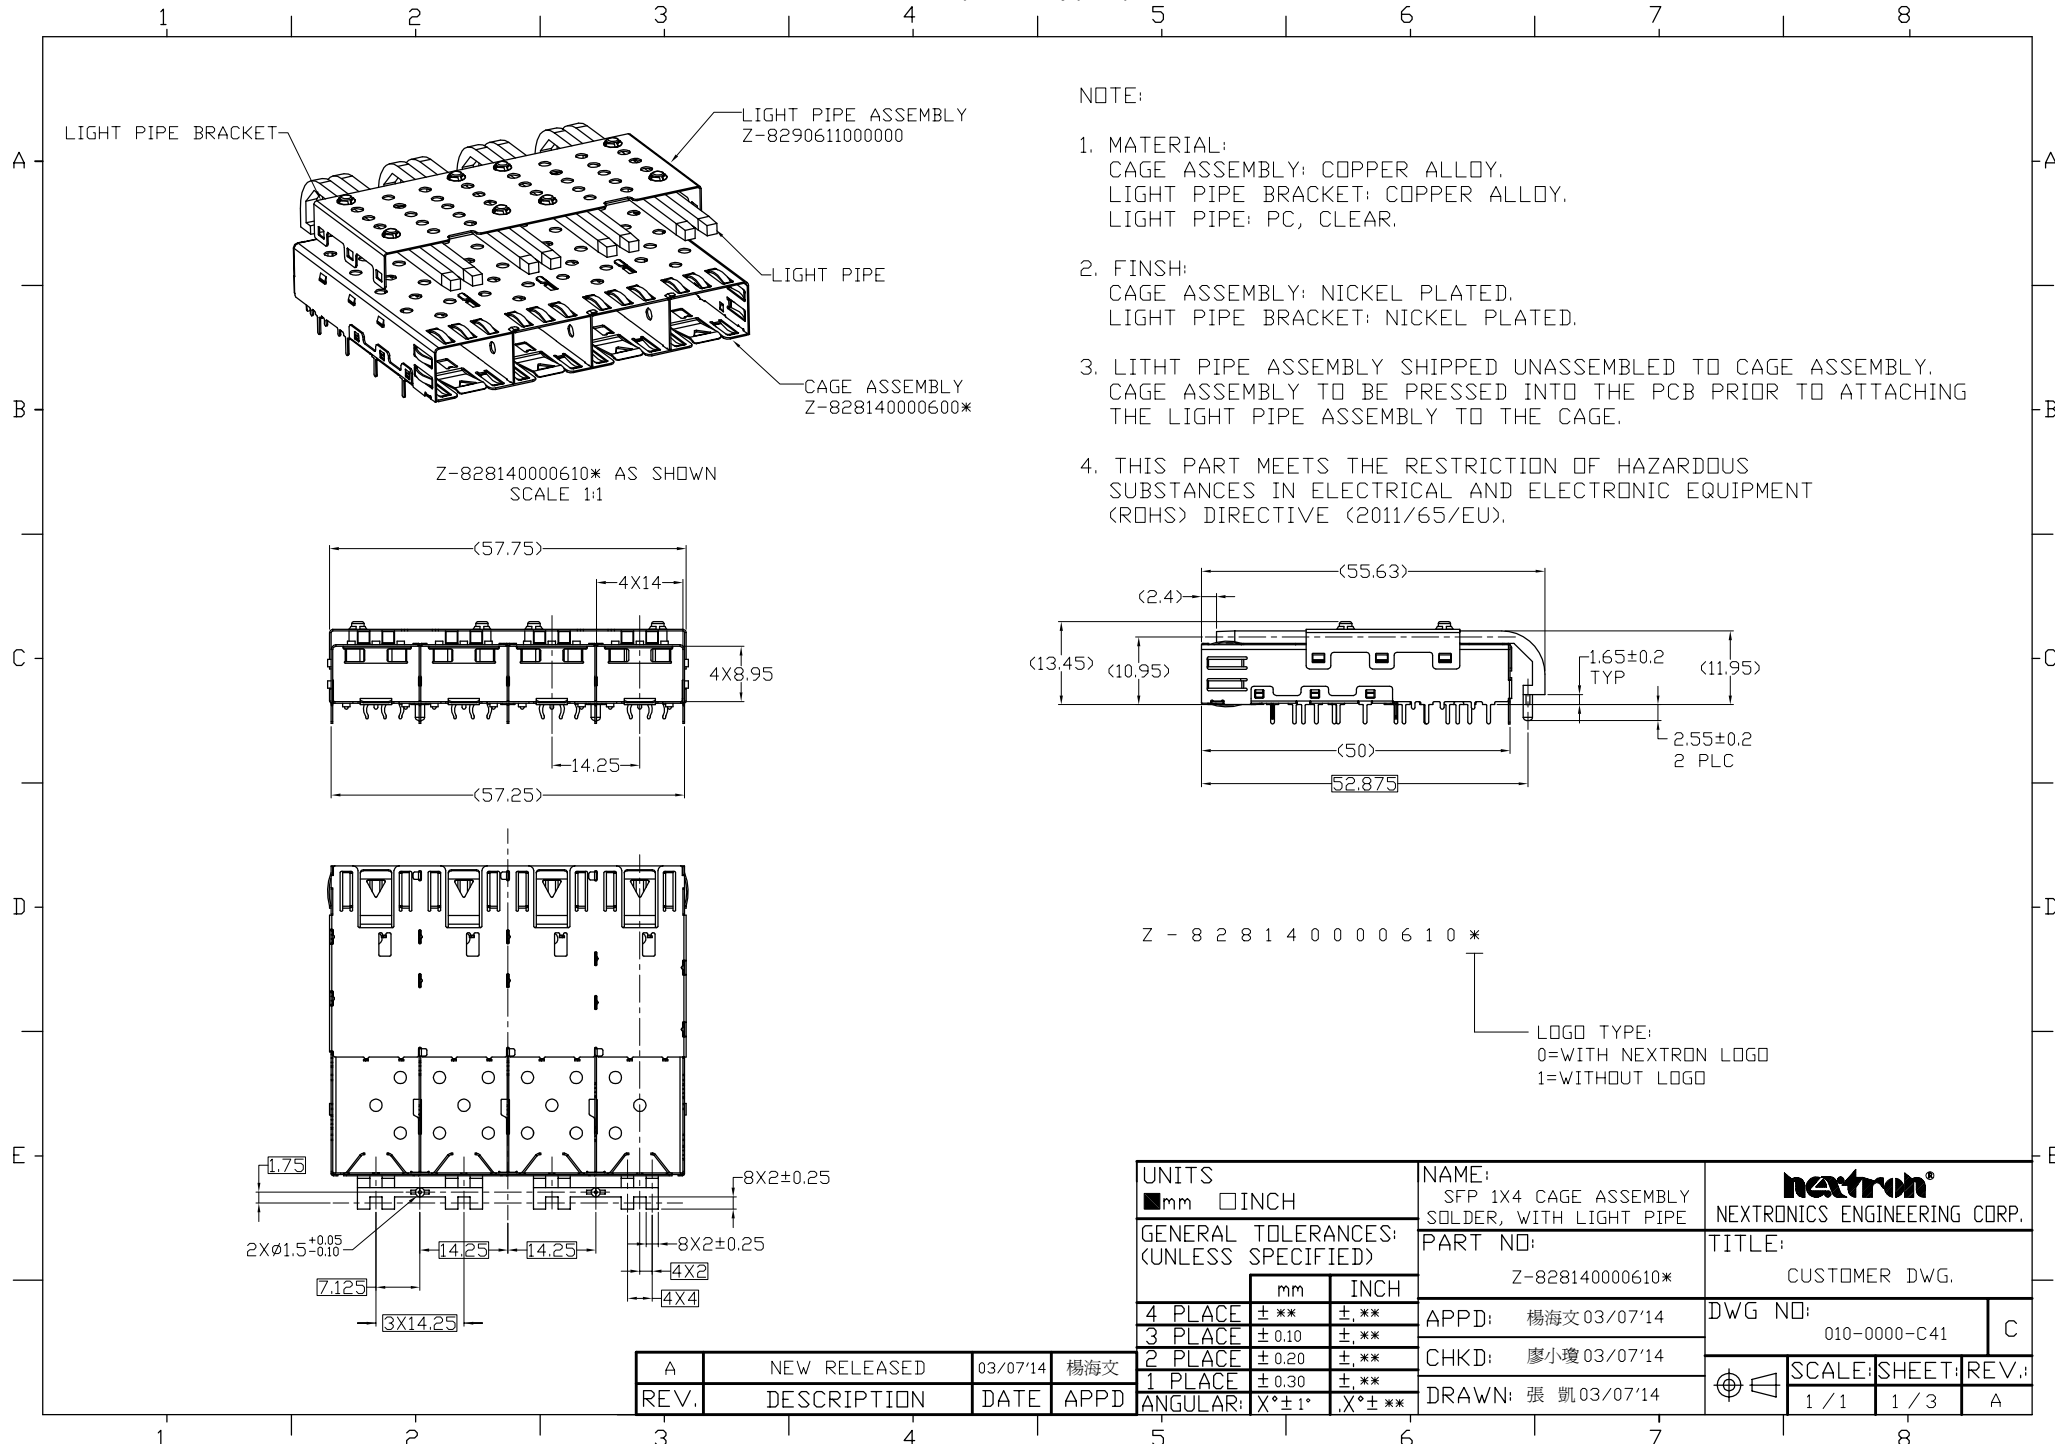 1 2 3 4 5 6 7 8
A
B
C
D
E
A
B
C
D
E
LIGHT PIPE BRACKET
LIGHT PIPE ASSEMBLY
Z-8290611000000
LIGHT PIPE
CAGE ASSEMBLY
Z-828140000600*
Z-828140000610* AS SHOWN
SCALE 1:1
NOTE:
1. MATERIAL:
CAGE ASSEMBLY: COPPER ALLOY.
LIGHT PIPE BRACKET: COPPER ALLOY.
LIGHT PIPE: PC, CLEAR.
2. FINSH:
CAGE ASSEMBLY: NICKEL PLATED.
LIGHT PIPE BRACKET: NICKEL PLATED.
3. LITHT PIPE ASSEMBLY SHIPPED UNASSEMBLED TO CAGE ASSEMBLY.
CAGE ASSEMBLY TO BE PRESSED INTO THE PCB PRIOR TO ATTACHING
THE LIGHT PIPE ASSEMBLY TO THE CAGE.
4. THIS PART MEETS THE RESTRICTION OF HAZARDOUS
SUBSTANCES IN ELECTRICAL AND ELECTRONIC EQUIPMENT
(ROHS) DIRECTIVE (2011/65/EU).
(57.75)
4X14
4X8.95
14.25
(57.25)
(55.63)
(2.4)
(13.45)
(10.95)
1.65±0.2
TYP
(11.95)
2.55±0.2
2 PLC
(50)
52.875
1.75
8X2±0.25
2XØ1.5+0.05
-0.10
14.25
14.25
8X2±0.25
4X2
7.125
4X4
3X14.25
Z-828140000610*
LOGO TYPE:
0=WITH NEXTRON LOGO
1=WITHOUT LOGO
UNITS
■mm □INCH
GENERAL TOLERANCES:
(UNLESS SPECIFIED)
mm INCH
4 PLACE ± ** ±. **
3 PLACE ± 0.10 ±. **
2 PLACE ± 0.20 ±. **
1 PLACE ± 0.30 ±. **
ANGULAR: X°± 1° .X°± **
NAME:
SFP 1X4 CAGE ASSEMBLY
SOLDER, WITH LIGHT PIPE
PART NO:
Z-828140000610*
APPD: 楊海文 03/07'14
CHKD: 廖小瓊 03/07'14
DRAWN: 張 凱 03/07'14
nextron®
NEXTRONICS ENGINEERING CORP.
TITLE:
CUSTOMER DWG.
DWG NO:
010-0000-C41
C
SCALE: SHEET: REV.:
1/1 1/3 A
A NEW RELEASED 03/07'14 楊海文
REV. DESCRIPTION DATE APPD
1 2 3 4 5 6 7 8